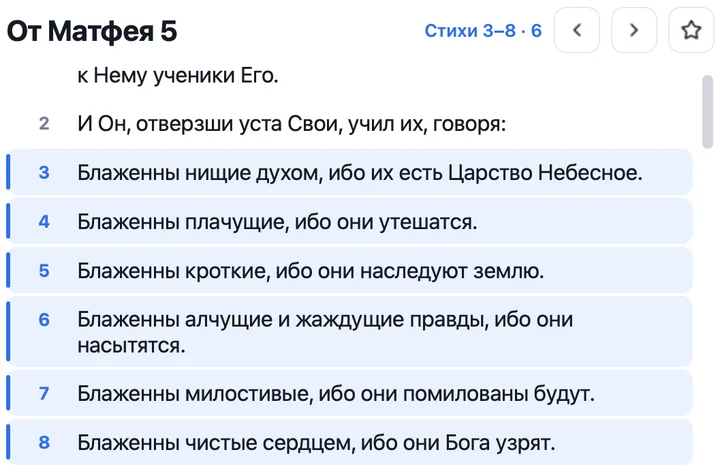 От Матфея 5
Стихи 3–8 · 6
к Нему ученики Его.
2 И Он, отверзши уста Свои, учил их, говоря:
3 Блаженны нищие духом, ибо их есть Царство Небесное.
4 Блаженны плачущие, ибо они утешатся.
5 Блаженны кроткие, ибо они наследуют землю.
6 Блаженны алчущие и жаждущие правды, ибо они
насытятся.
7 Блаженны милостивые, ибо они помилованы будут.
8 Блаженны чистые сердцем, ибо они Бога узрят.